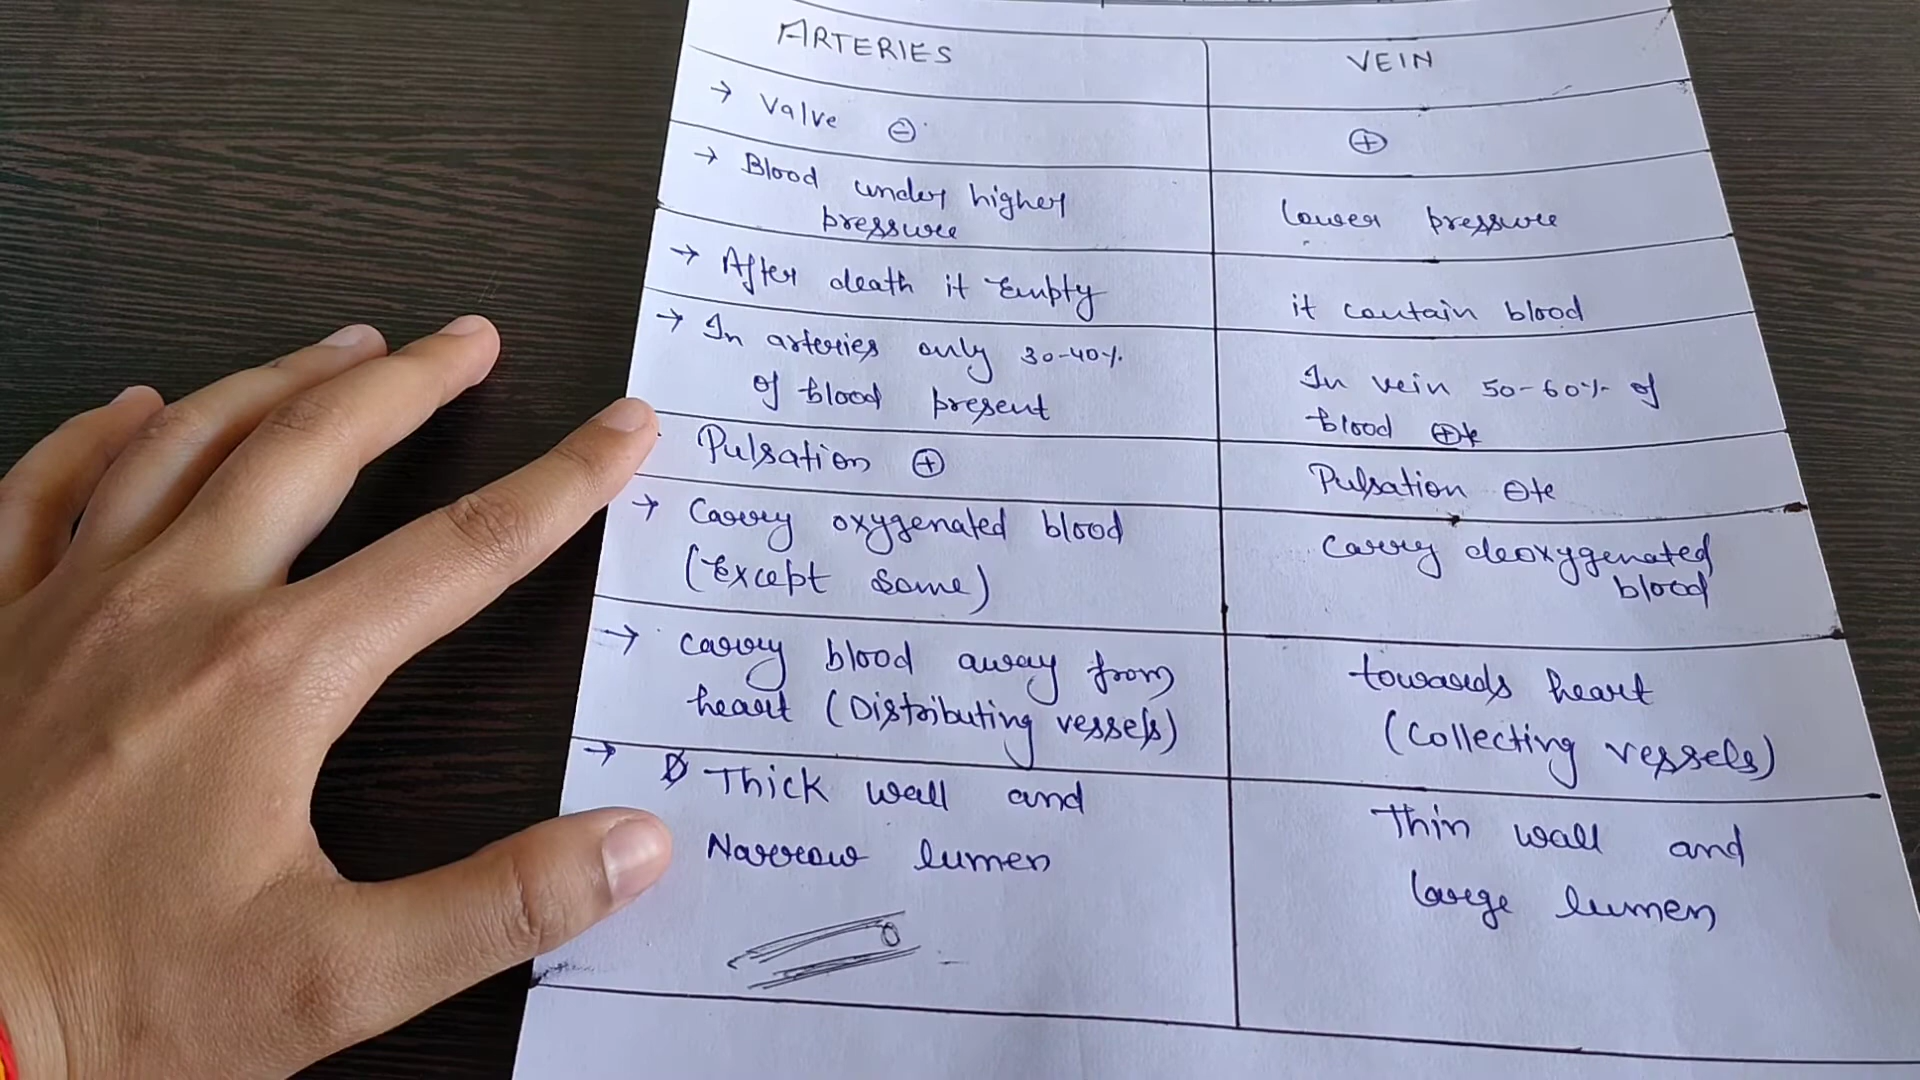 ARTERIES
VEIN
→ Valve ⊖
⊕
→ Blood under higher
pressure
lower pressure
→ After death it Empty
it contain blood
→ In arteries only 30-40%
of blood present
In vein 50-60% of
blood ⊕te
Pulsation ⊕
Pulsation ⊖te
→ Carry oxygenated blood
(Except Some)
Carry deoxygenated
blood
→ Carry blood away from
heart (Distributing vessels)
towards heart
(Collecting vessels)
→ Thick wall and
Narrow lumen
Thin wall and
large lumen